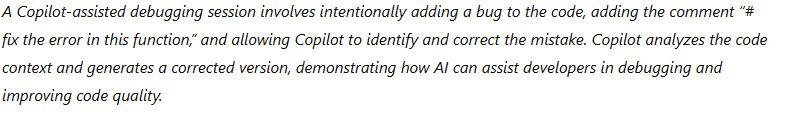 A Copilot-assisted debugging session involves intentionally adding a bug to the code, adding the comment “#
fix the error in this function,” and allowing Copilot to identify and correct the mistake. Copilot analyzes the code
context and generates a corrected version, demonstrating how AI can assist developers in debugging and
improving code quality.